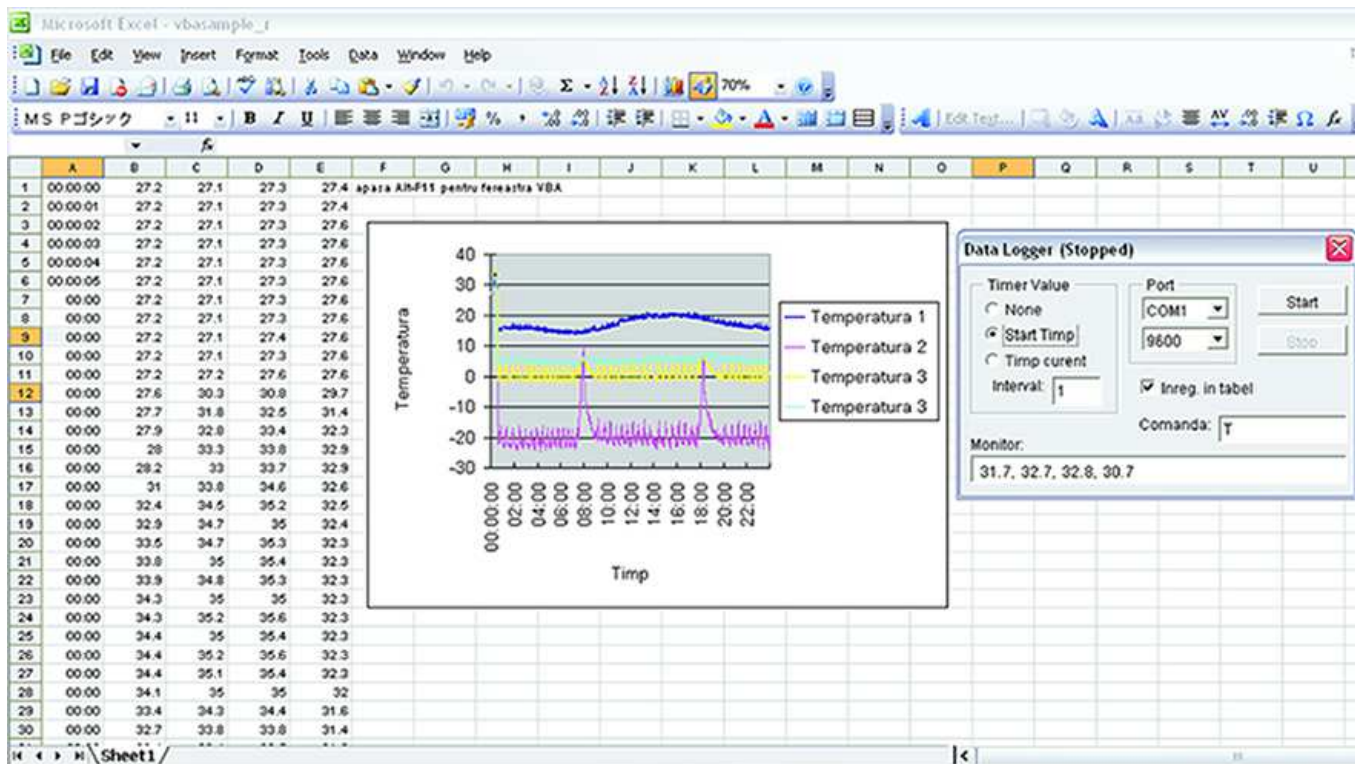 Microsoft Excel - vbasample_r
File Edit View Insert Format Tools Data Window Help
Σ 70%
MS Pゴシック 11 B I U % , A Edit Text... A Aa AV Ω fx
fx
A B C D E F G H I J K L M N O P Q R S T U
1 00:00:00 27.2 27.1 27.3 27.4 apasa Alt-F11 pentru fereastra VBA
2 00:00:01 27.2 27.1 27.3 27.4
3 00:00:02 27.2 27.1 27.3 27.6
4 00:00:03 27.2 27.1 27.3 27.6
5 00:00:04 27.2 27.1 27.3 27.6
6 00:00:05 27.2 27.1 27.3 27.6
7 00:00 27.2 27.1 27.3 27.6
8 00:00 27.2 27.1 27.3 27.6
9 00:00 27.2 27.1 27.4 27.6
10 00:00 27.2 27.1 27.3 27.6
11 00:00 27.2 27.2 27.6 27.6
12 00:00 27.6 30.3 30.8 29.7
13 00:00 27.7 31.8 32.5 31.4
14 00:00 27.9 32.8 33.4 32.3
15 00:00 28 33.3 33.8 32.9
16 00:00 28.2 33 33.7 32.9
17 00:00 31 33.8 34.6 32.6
18 00:00 32.4 34.5 35.2 32.5
19 00:00 32.9 34.7 35 32.4
20 00:00 33.5 34.7 35.3 32.3
21 00:00 33.8 35 35.4 32.3
22 00:00 33.9 34.8 35.3 32.3
23 00:00 34.3 35 35 32.3
24 00:00 34.3 35.2 35.6 32.3
25 00:00 34.4 35 35.4 32.3
26 00:00 34.4 35.2 35.6 32.3
27 00:00 34.4 35.1 35.4 32.3
28 00:00 34.1 35 35 32
29 00:00 33.4 34.3 34.4 31.6
30 00:00 32.7 33.8 33.8 31.4
Sheet1
Temperatura
40
30
20
10
0
-10
-20
-30
00:00:00 02:00 04:00 06:00 08:00 10:00 12:00 14:00 16:00 18:00 20:00 22:00
Timp
Temperatura 1
Temperatura 2
Temperatura 3
Temperatura 3
Data Logger (Stopped)
Timer Value
None
Start Timp
Timp curent
Interval: 1
Port
COM1
9600
Start
Stop
Inreg. in tabel
Comanda: T
Monitor:
31.7, 32.7, 32.8, 30.7